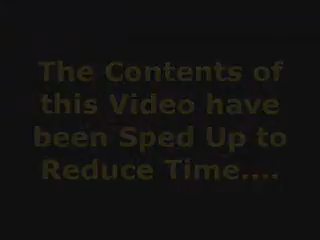 The Contents of
this Video have
been Sped Up to
Reduce Time....